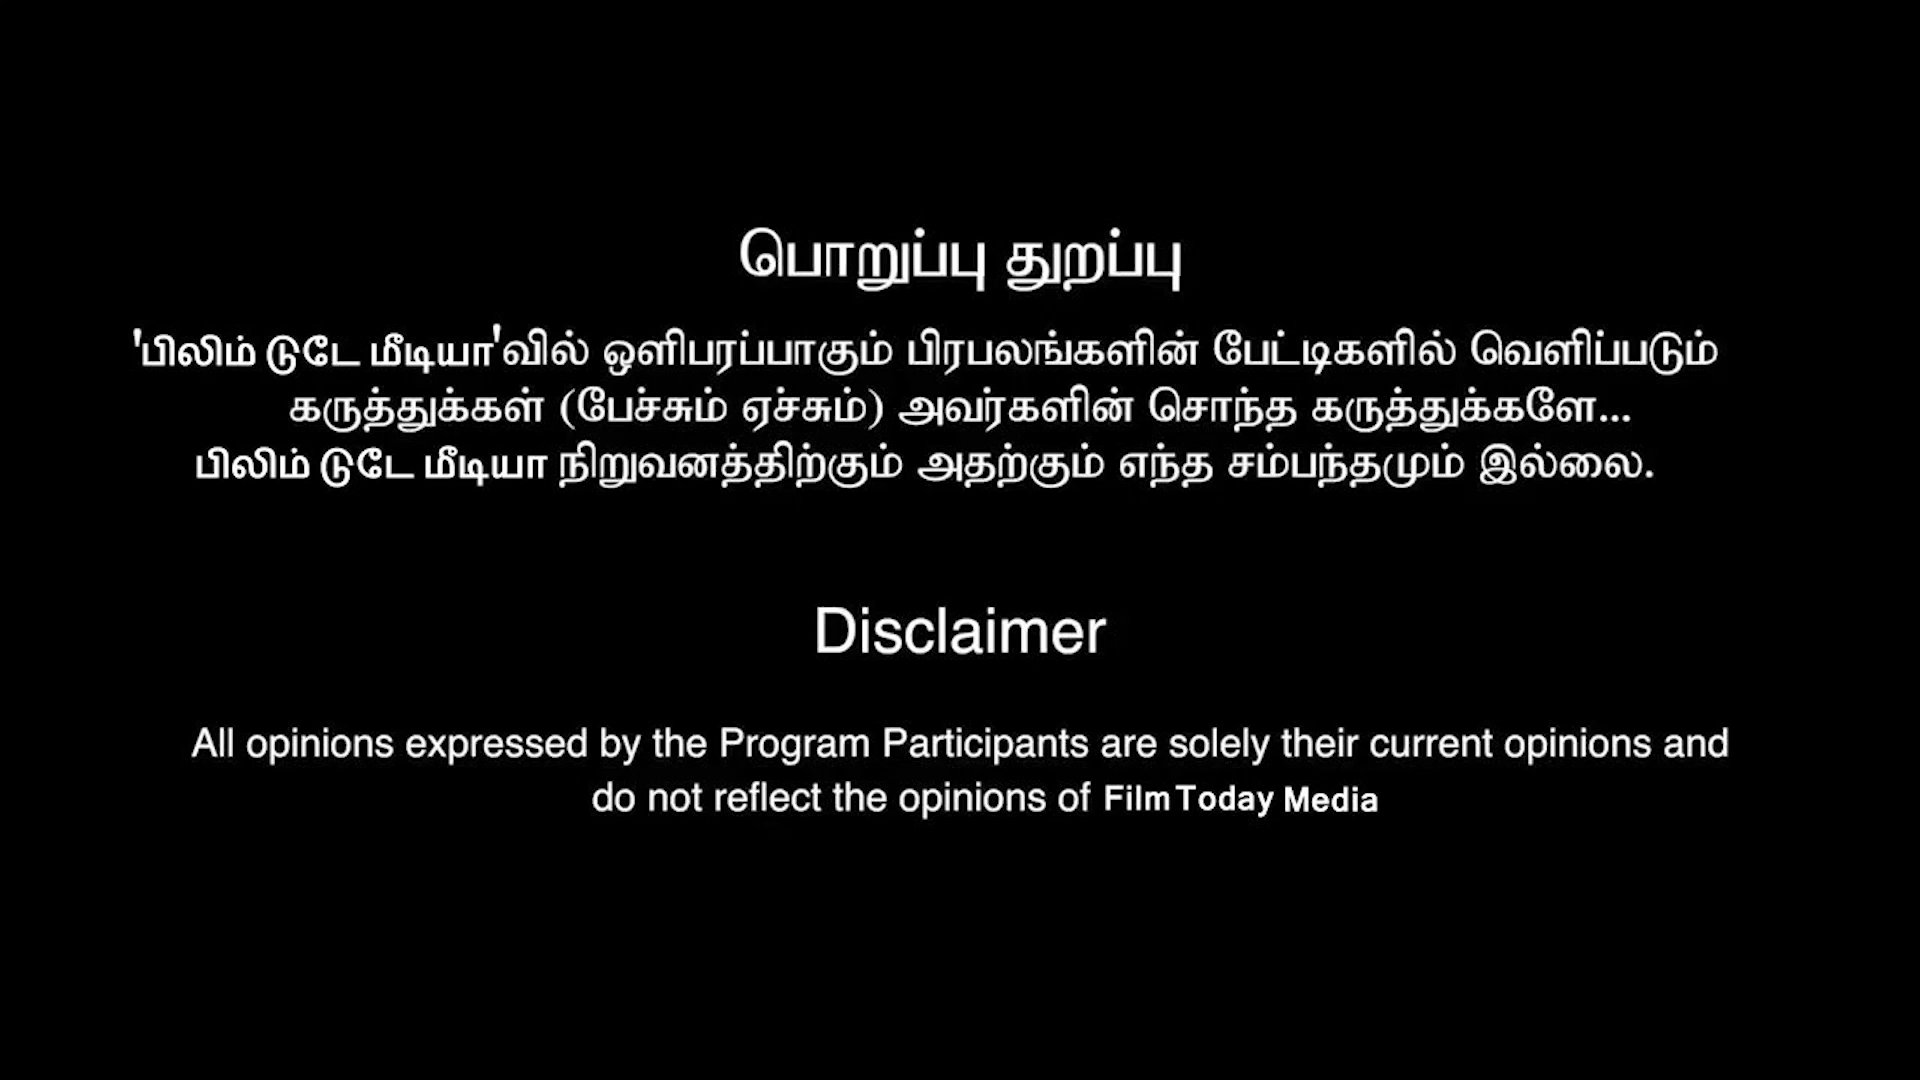 பொறுப்பு துறப்பு
'பிலிம் டுடே மீடியா'வில் ஒளிபரப்பாகும் பிரபலங்களின் பேட்டிகளில் வெளிப்படும்
கருத்துக்கள் (பேச்சும் ஏச்சும்) அவர்களின் சொந்த கருத்துக்களே...
பிலிம் டுடே மீடியா நிறுவனத்திற்கும் அதற்கும் எந்த சம்பந்தமும் இல்லை.
Disclaimer
All opinions expressed by the Program Participants are solely their current opinions and
do not reflect the opinions of Film Today Media